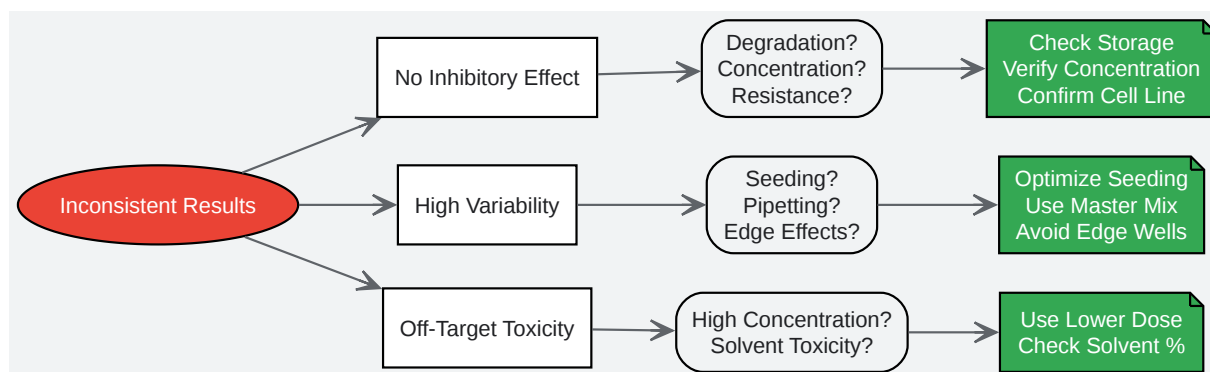 Inconsistent Results
No Inhibitory Effect
Degradation?
Concentration?
Resistance?
Check Storage
Verify Concentration
Confirm Cell Line
High Variability
Seeding?
Pipetting?
Edge Effects?
Optimize Seeding
Use Master Mix
Avoid Edge Wells
Off-Target Toxicity
High Concentration?
Solvent Toxicity?
Use Lower Dose
Check Solvent %